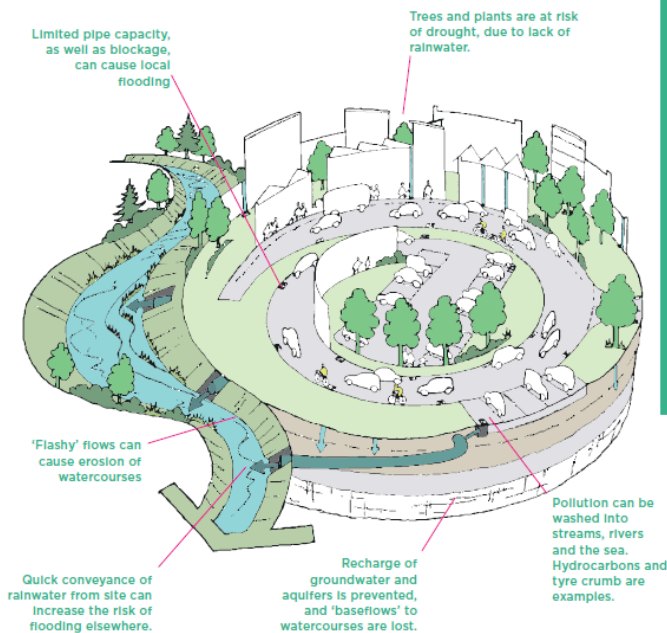 Limited pipe capacity,
as well as blockage,
can cause local
flooding
Trees and plants are at risk
of drought, due to lack of
rainwater.
‘Flashy’ flows can
cause erosion of
watercourses
Quick conveyance of
rainwater from site can
increase the risk of
flooding elsewhere.
Recharge of
groundwater and
aquifers is prevented,
and ‘baseflows’ to
watercourses are lost.
Pollution can be
washed into
streams, rivers
and the sea.
Hydrocarbons and
tyre crumb are
examples.